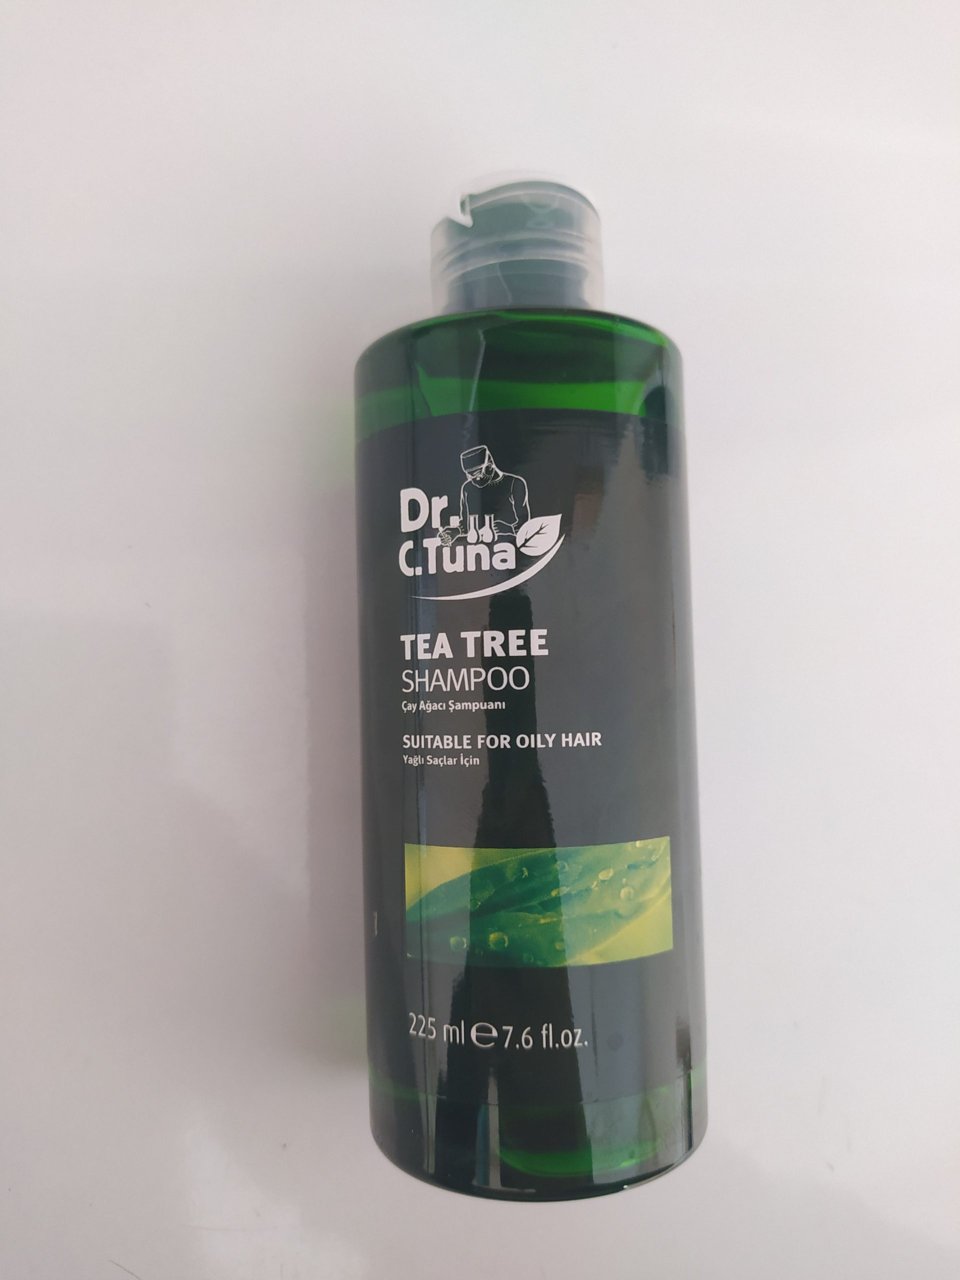 Dr.
C.Tuna
TEA TREE
SHAMPOO
Çay Ağacı Şampuanı
SUITABLE FOR OILY HAIR
Yağlı Saçlar İçin
225 ml ℮ 7.6 fl.oz.